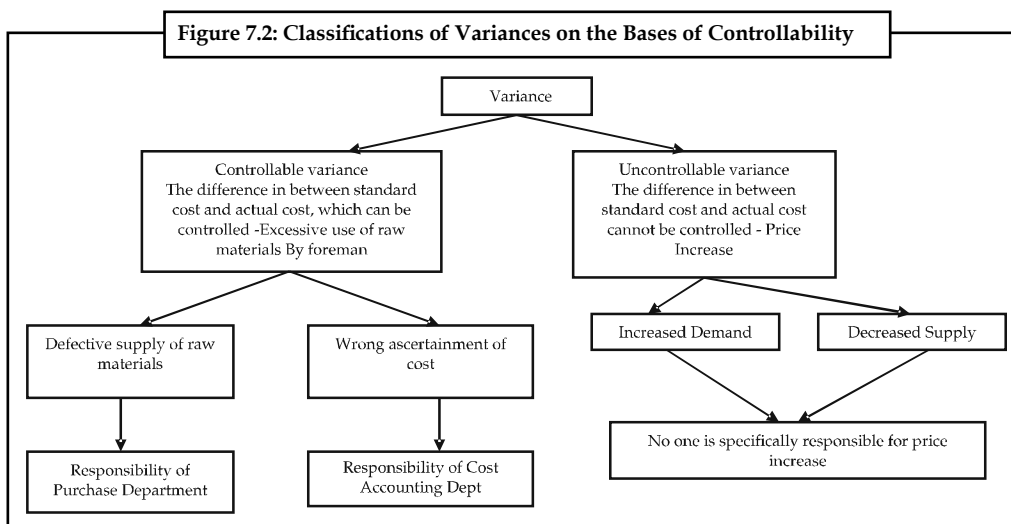 Figure 7.2: Classifications of Variances on the Bases of Controllability
Variance
Controllable variance
The difference in between standard
cost and actual cost, which can be
controlled -Excessive use of raw
materials By foreman
Uncontrollable variance
The difference in between
standard cost and actual cost
cannot be controlled - Price
Increase
Defective supply of raw
materials
Wrong ascertainment of
cost
Increased Demand
Decreased Supply
Responsibility of
Purchase Department
Responsibility of Cost
Accounting Dept
No one is specifically responsible for price
increase